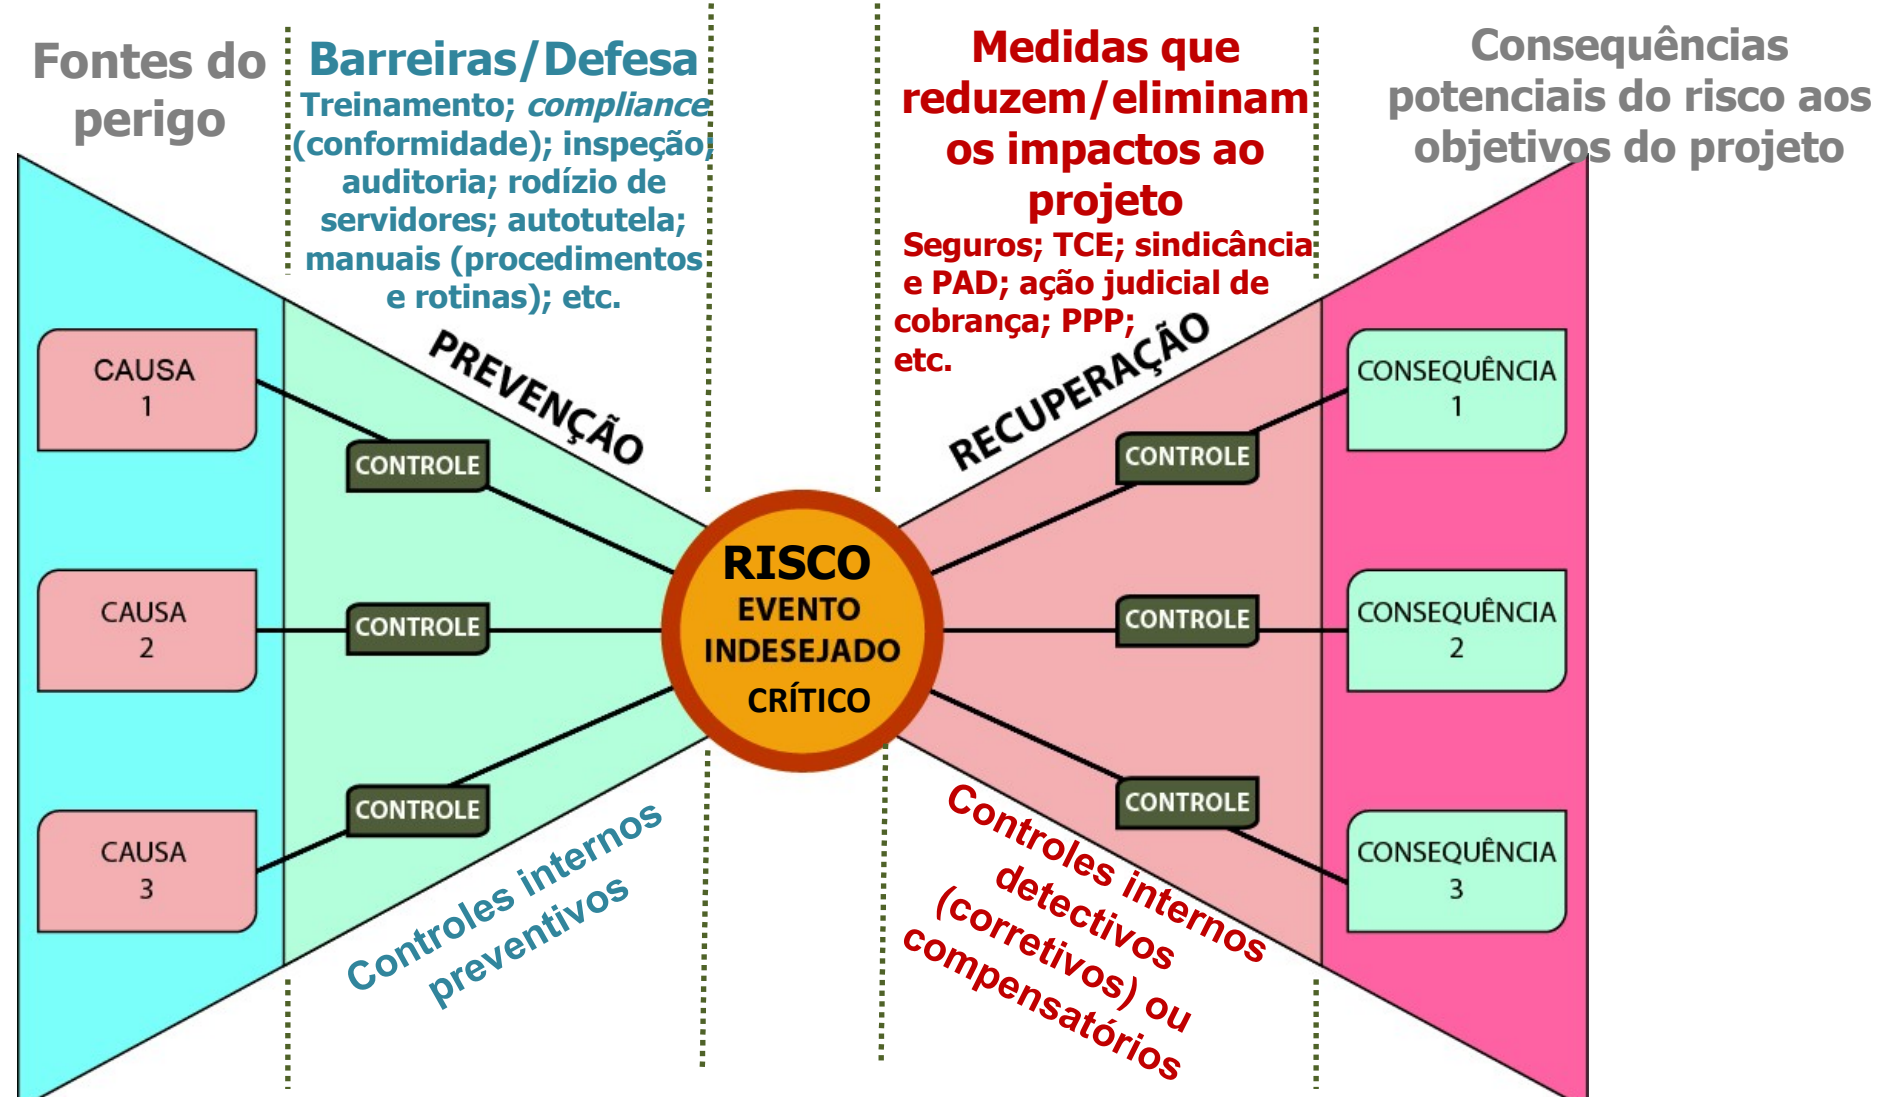 Fontes do
perigo
Barreiras/Defesa
Treinamento; compliance
(conformidade); inspeção;
auditoria; rodízio de
servidores; autotutela;
manuais (procedimentos
e rotinas); etc.
Medidas que
reduzem/eliminam
os impactos ao
projeto
Seguros; TCE; sindicância
e PAD; ação judicial de
cobrança; PPP;
etc.
Consequências
potenciais do risco aos
objetivos do projeto
PREVENÇÃO
RECUPERAÇÃO
CAUSA
1
CONTROLE
CONTROLE
CONSEQUÊNCIA
1
CAUSA
2
CONTROLE
RISCO
EVENTO
INDESEJADO
CRÍTICO
CONTROLE
CONSEQUÊNCIA
2
CAUSA
3
CONTROLE
CONTROLE
CONSEQUÊNCIA
3
Controles internos
preventivos
Controles internos
detectivos
(corretivos) ou
compensatórios